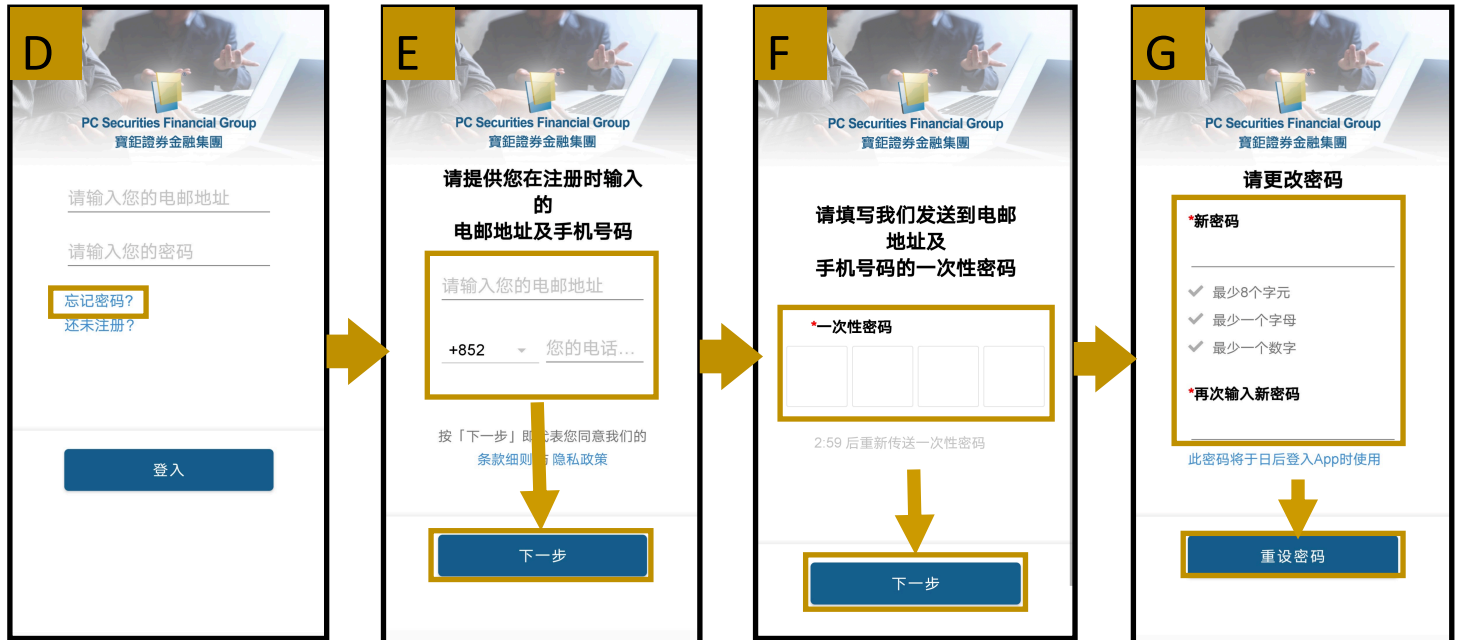 D
PC Securities Financial Group
寶鉅證券金融集團
请输入您的电邮地址
请输入您的密码
忘记密码?
还未注册?
登入
E
PC Securities Financial Group
寶鉅證券金融集團
请提供您在注册时输入
的
电邮地址及手机号码
请输入您的电邮地址
+852 您的电话...
按「下一步」即代表您同意我们的
条款细则与 隐私政策
下一步
F
PC Securities Financial Group
寶鉅證券金融集團
请填写我们发送到电邮
地址及
手机号码的一次性密码
*一次性密码
2:59 后重新传送一次性密码
下一步
G
PC Securities Financial Group
寶鉅證券金融集團
请更改密码
*新密码
最少8个字元
最少一个字母
最少一个数字
*再次输入新密码
此密码将于日后登入App时使用
重设密码